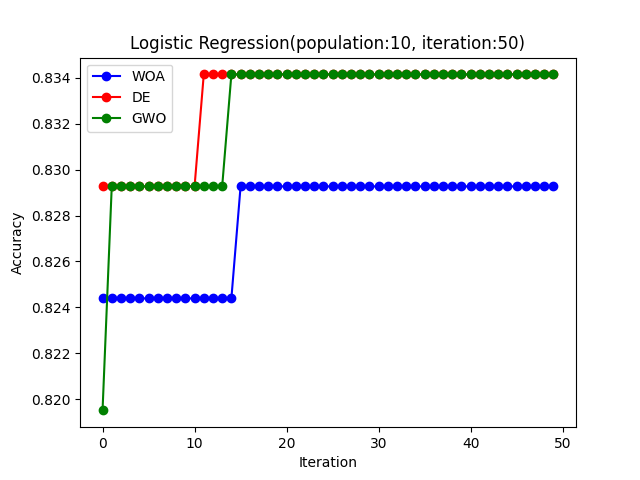 Logistic Regression(population:10, iteration:50)
WOA
DE
GWO
Accuracy
0.834
0.832
0.830
0.828
0.826
0.824
0.822
0.820
0 10 20 30 40 50
Iteration